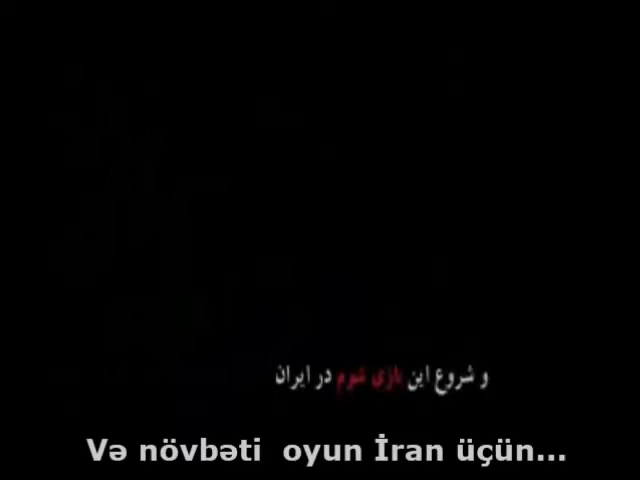 و شروع این بازی شوم در ایران
Və növbəti oyun İran üçün...